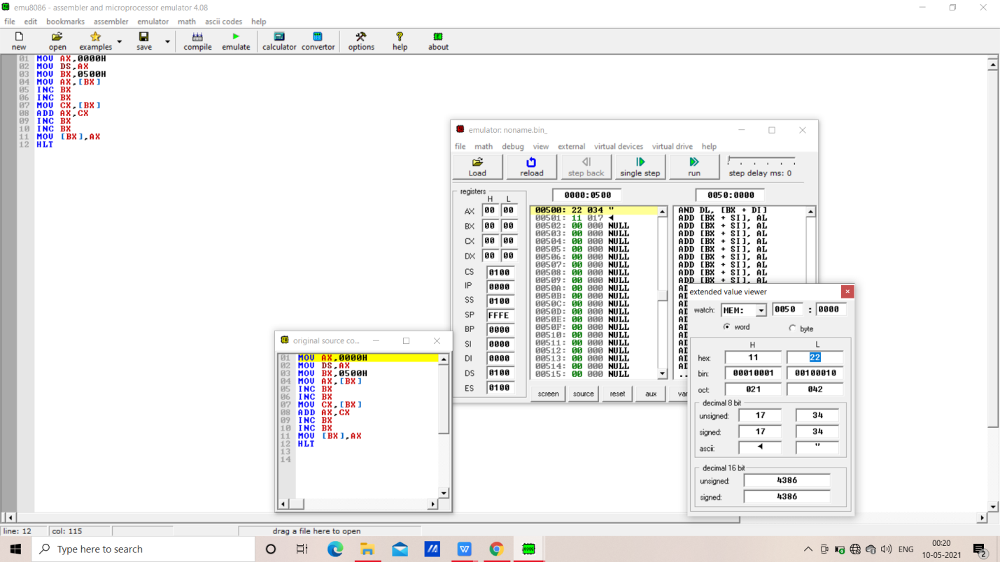 emu8086 - assembler and microprocessor emulator 4.08
file edit bookmarks assembler emulator math ascii codes help
new open examples save compile emulate calculator convertor options help about
01 MOV AX,0000H
02 MOV DS,AX
03 MOV BX,0500H
04 MOV AX,[BX]
05 INC BX
06 INC BX
07 MOV CX,[BX]
08 ADD AX,CX
09 INC BX
10 INC BX
11 MOV [BX],AX
12 HLT
emulator: noname.bin_
file math debug view external virtual devices virtual drive help
Load reload step back single step run step delay ms: 0
registers
H L
AX 00 00
BX 00 00
CX 00 00
DX 00 00
CS 0100
IP 0000
SS 0100
SP FFFE
BP 0000
SI 0000
DI 0000
DS 0100
ES 0100
0000:0500
00500: 22 034 "
00501: 11 017 ◄
00502: 00 000 NULL
00503: 00 000 NULL
00504: 00 000 NULL
00505: 00 000 NULL
00506: 00 000 NULL
00507: 00 000 NULL
00508: 00 000 NULL
00509: 00 000 NULL
0050A: 00 000 NULL
0050B: 00 000 NULL
0050C: 00 000 NULL
0050D: 00 000 NULL
0050E: 00 000 NULL
0050F: 00 000 NULL
00510: 00 000 NULL
00511: 00 000 NULL
00512: 00 000 NULL
00513: 00 000 NULL
00514: 00 000 NULL
00515: 00 000 NULL
0050:0000
AND DL, [BX + DI]
ADD [BX + SI], AL
ADD [BX + SI], AL
ADD [BX + SI], AL
ADD [BX + SI], AL
ADD [BX + SI], AL
ADD [BX + SI], AL
ADD [BX + SI], AL
ADD [BX + SI], AL
ADD [BX + SI], AL
screen source reset aux
extended value viewer
watch: MEM: 0050 : 0000
word byte
H L
hex: 11 22
bin: 00010001 00100010
oct: 021 042
decimal 8 bit
unsigned: 17 34
signed: 17 34
ascii: ◄ "
decimal 16 bit
unsigned: 4386
signed: 4386
original source co...
01 MOV AX,0000H
02 MOV DS,AX
03 MOV BX,0500H
04 MOV AX,[BX]
05 INC BX
06 INC BX
07 MOV CX,[BX]
08 ADD AX,CX
09 INC BX
10 INC BX
11 MOV [BX],AX
12 HLT
13
14
line: 12 col: 115 drag a file here to open
Type here to search
ENG
00:20
10-05-2021
2